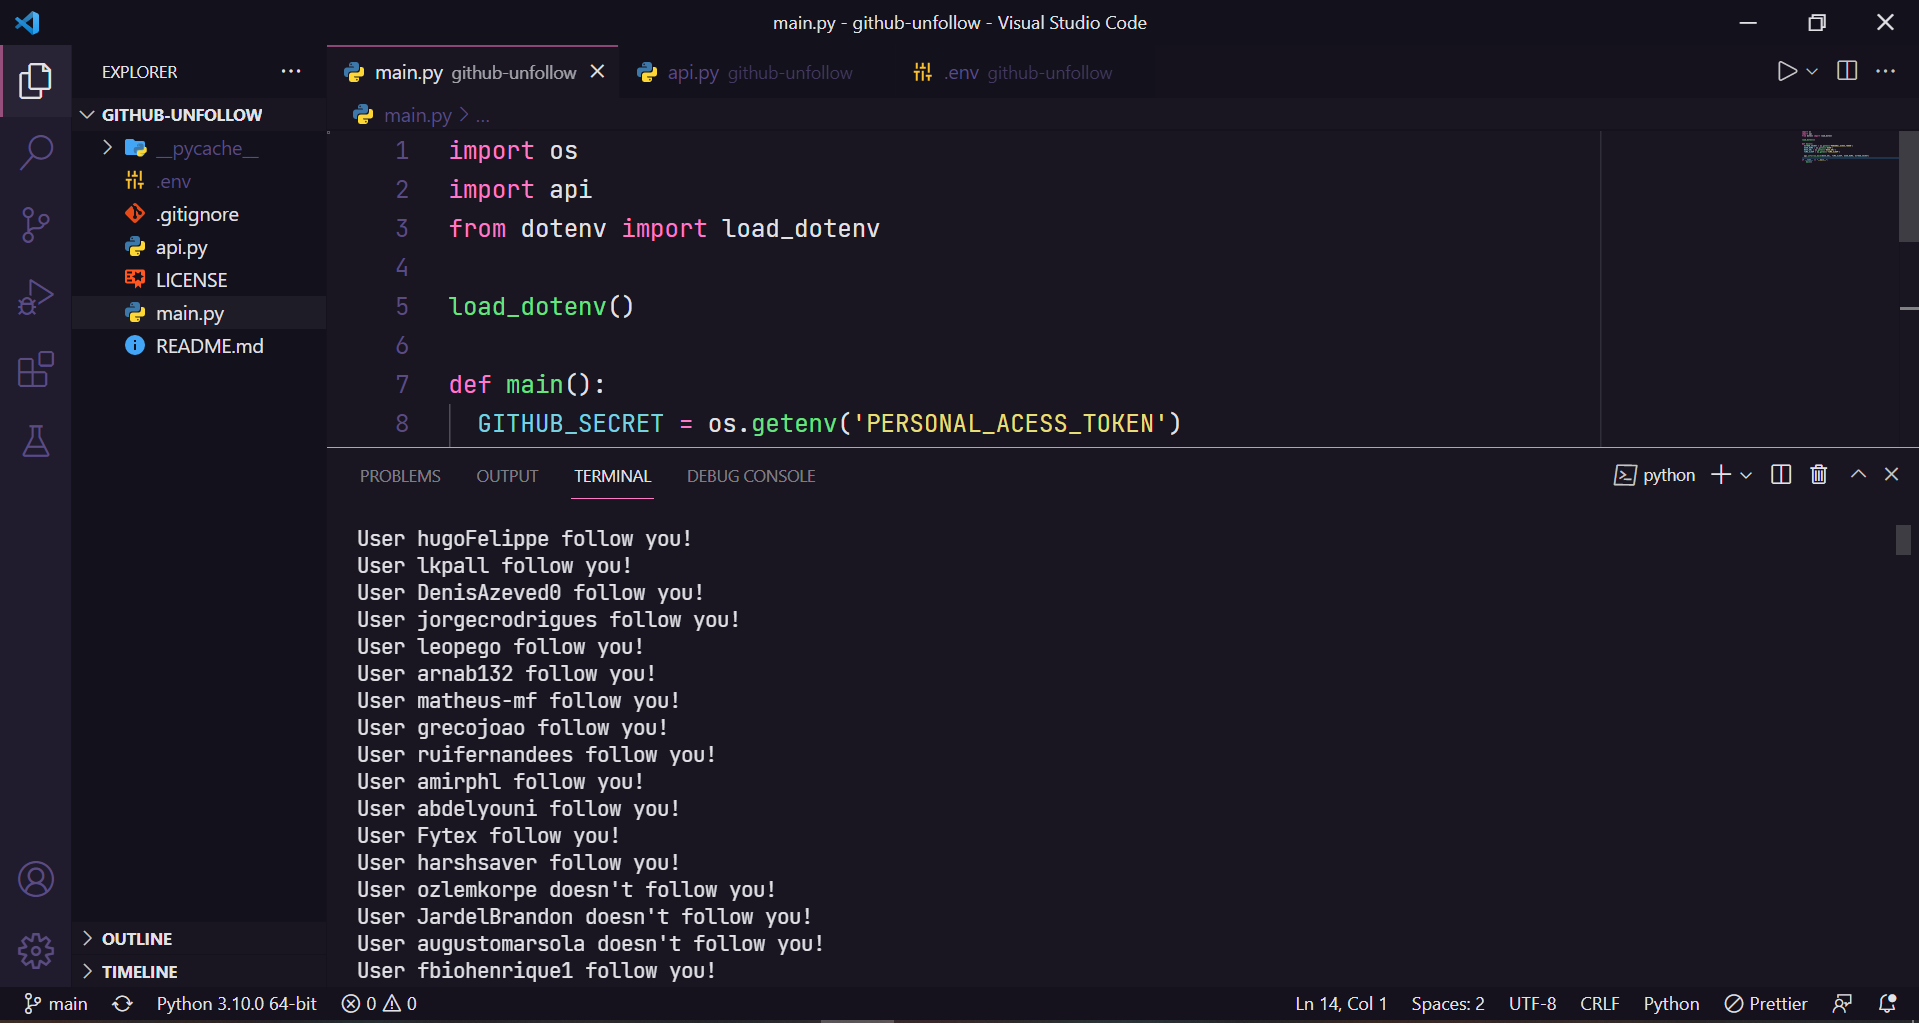 main.py - github-unfollow - Visual Studio Code
EXPLORER
GITHUB-UNFOLLOW
__pycache__
.env
.gitignore
api.py
LICENSE
main.py
README.md
OUTLINE
TIMELINE
main.py github-unfollow
api.py github-unfollow
.env github-unfollow
main.py > ...
1 import os
2 import api
3 from dotenv import load_dotenv
4
5 load_dotenv()
6
7 def main():
8 GITHUB_SECRET = os.getenv('PERSONAL_ACESS_TOKEN')
PROBLEMS OUTPUT TERMINAL DEBUG CONSOLE
python
User hugoFelippe follow you!
User lkpall follow you!
User DenisAzeved0 follow you!
User jorgecrodrigues follow you!
User leopego follow you!
User arnab132 follow you!
User matheus-mf follow you!
User grecojoao follow you!
User ruifernandees follow you!
User amirphl follow you!
User abdelyouni follow you!
User Fytex follow you!
User harshsaver follow you!
User ozlemkorpe doesn't follow you!
User JardelBrandon doesn't follow you!
User augustomarsola doesn't follow you!
User fbiohenrique1 follow you!
main Python 3.10.0 64-bit 0 0 Ln 14, Col 1 Spaces: 2 UTF-8 CRLF Python Prettier